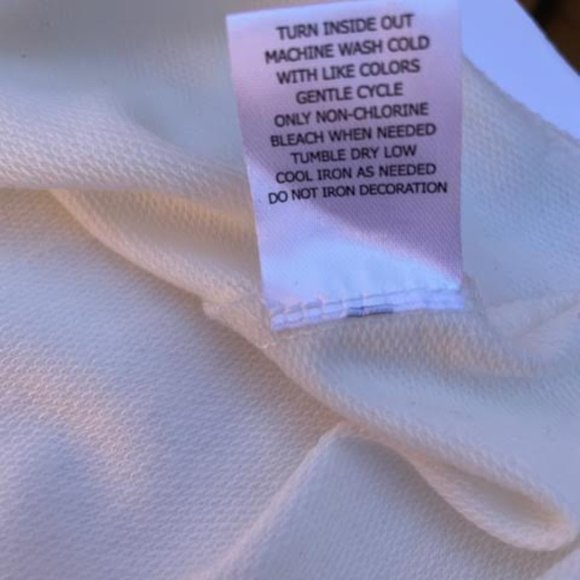 TURN INSIDE OUT
MACHINE WASH COLD
WITH LIKE COLORS
GENTLE CYCLE
ONLY NON-CHLORINE
BLEACH WHEN NEEDED
TUMBLE DRY LOW
COOL IRON AS NEEDED
DO NOT IRON DECORATION